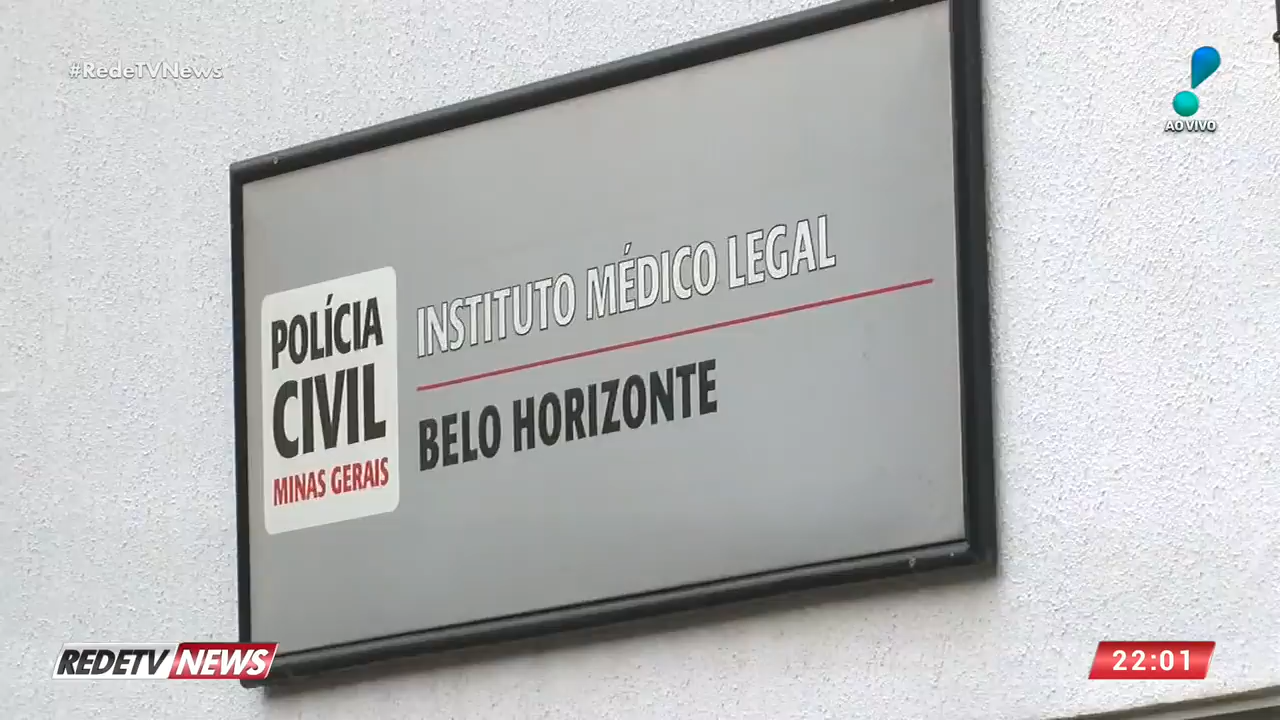 #RedeTVNews
AO VIVO
POLÍCIA
CIVIL
MINAS GERAIS
INSTITUTO MÉDICO LEGAL
BELO HORIZONTE
REDETV NEWS
22:01